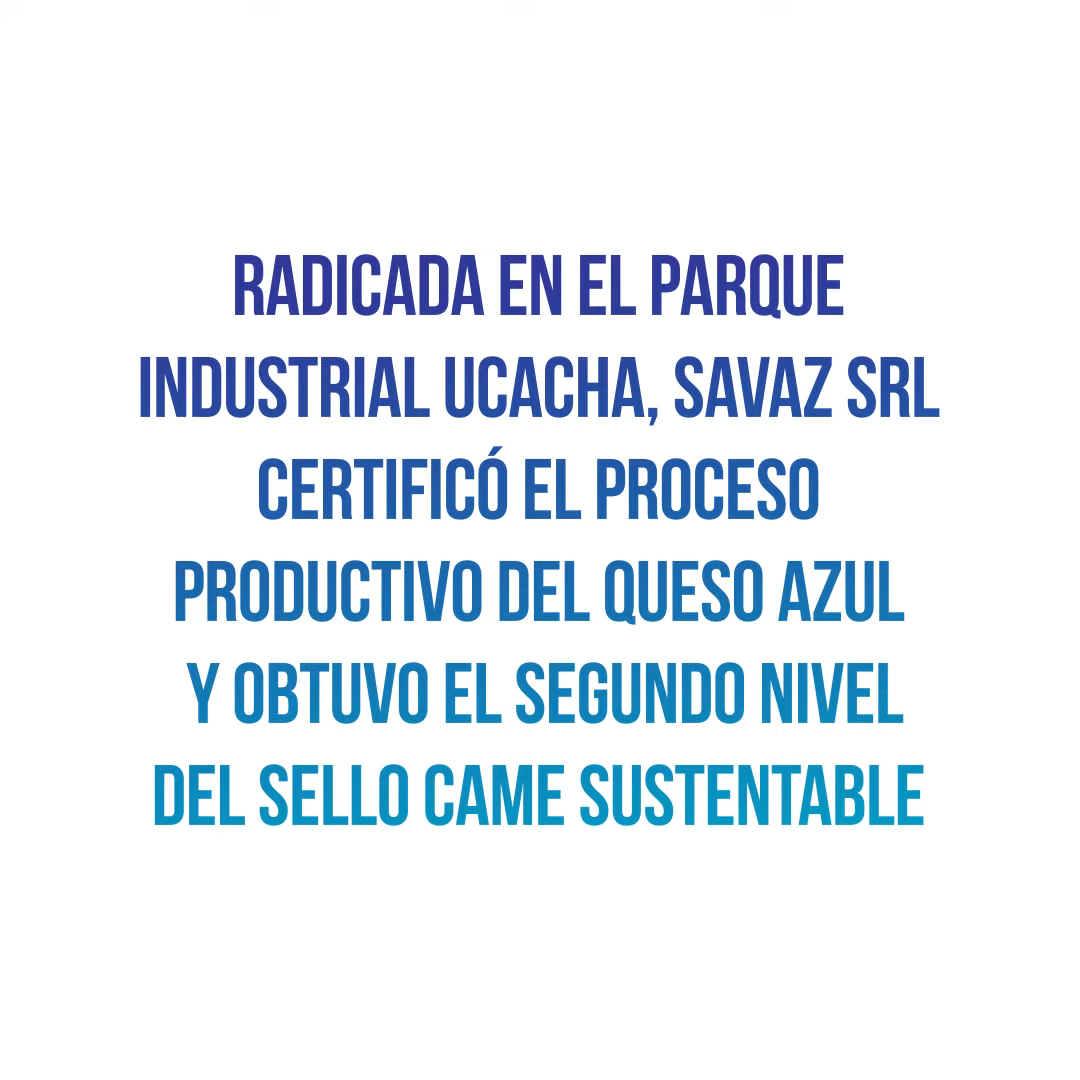 RADICADA EN EL PARQUE
INDUSTRIAL UCACHA, SAVAZ SRL
CERTIFICÓ EL PROCESO
PRODUCTIVO DEL QUESO AZUL
Y OBTUVO EL SEGUNDO NIVEL
DEL SELLO CAME SUSTENTABLE